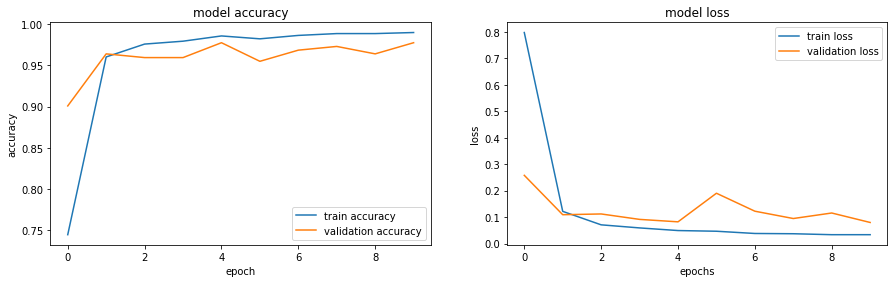 model accuracy
1.00
0.95
0.90
0.85
0.80
0.75
accuracy
train accuracy
validation accuracy
0
2
4
6
8
epoch
model loss
0.8
0.7
0.6
0.5
0.4
0.3
0.2
0.1
0.0
loss
train loss
validation loss
0
2
4
6
8
epochs